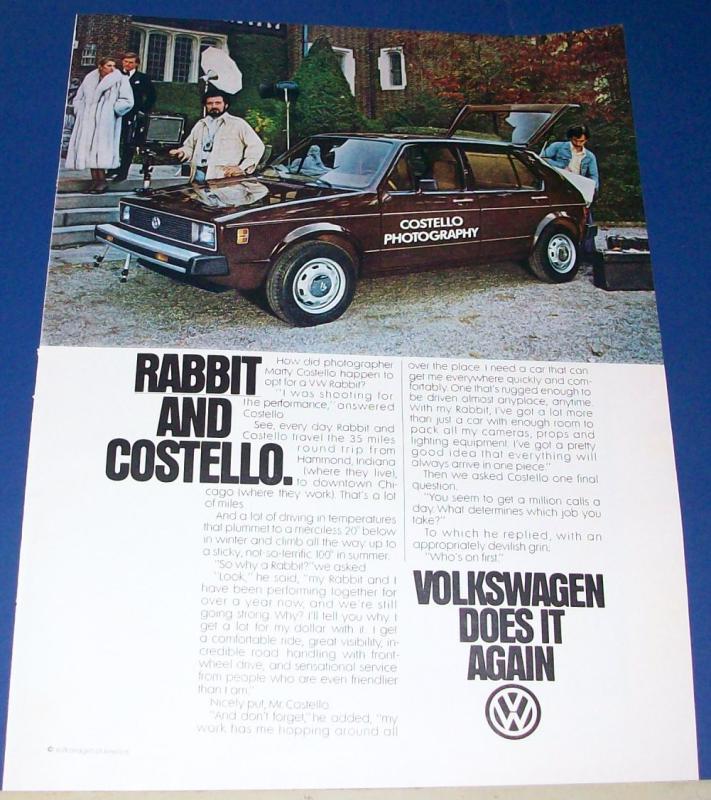 COSTELLO
PHOTOGRAPHY
RABBIT
AND
COSTELLO.
How did photographer
Marty Costello happen to
opt for a VW Rabbit?
"I was shooting for
the performance," answered
Costello.
See, every day Rabbit and
Costello travel the 35 miles
round trip from
Hammond, Indiana
(where they live),
to downtown Chi-
cago (where they work). That's a lot
of miles.
And a lot of driving in temperatures
that plummet to a merciless 20° below
in winter and climb all the way up to
a sticky, not-so-terrific 100° in summer.
"So why a Rabbit?" we asked.
"Look," he said, "my Rabbit and I
have been performing together for
over a year now, and we're still
going strong. Why? I'll tell you why. I
get a lot for my dollar with it. I get
a comfortable ride, great visibility, in-
credible road handling with front-
wheel drive, and sensational service
from people who are even friendlier
than I am."
Nicely put, Mr. Costello.
"And don't forget," he added, "my
work has me hopping around all
over the place. I need a car that can
get me everywhere quickly and com-
fortably. One that's rugged enough to
be driven almost anyplace, anytime.
With my Rabbit, I've got a lot more
than just a car with enough room to
pack all my cameras, props and
lighting equipment. I've got a pretty
good idea that everything will
always arrive in one piece."
Then we asked Costello one final
question.
"You seem to get a million calls a
day. What determines which job you
take?"
To which he replied, with an
appropriately devilish grin:
"Who's on first."
VOLKSWAGEN
DOES IT
AGAIN
© Volkswagen of America